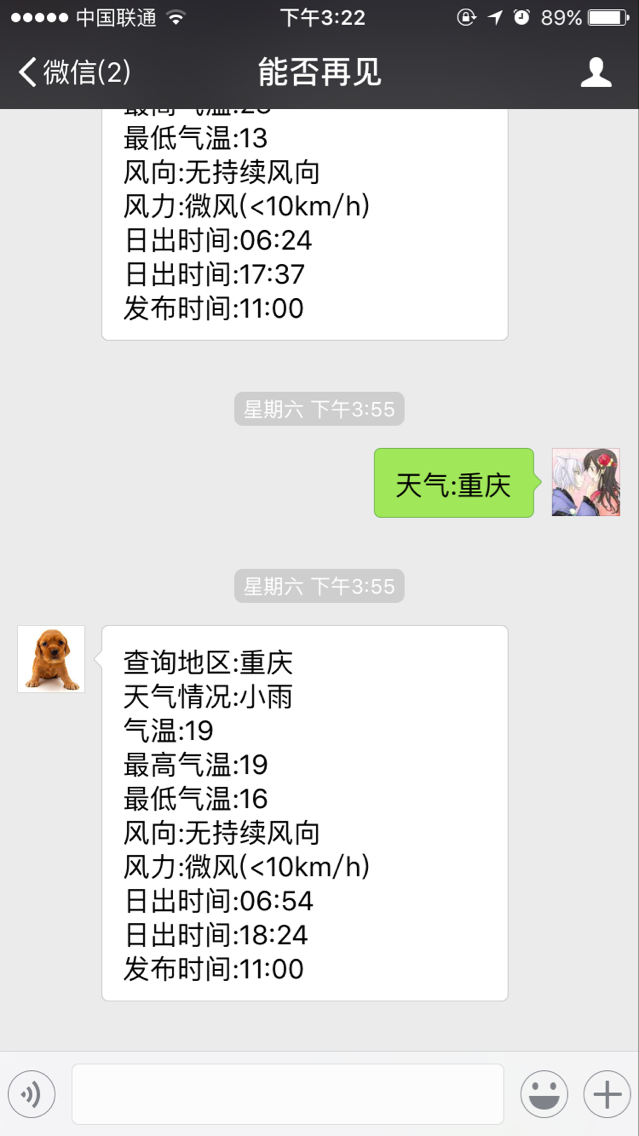 中国联通 下午3:22 89%
微信(2) 能否再见
最高气温:23
最低气温:13
风向:无持续风向
风力:微风(<10km/h)
日出时间:06:24
日出时间:17:37
发布时间:11:00
星期六 下午3:55
天气:重庆
星期六 下午3:55
查询地区:重庆
天气情况:小雨
气温:19
最高气温:19
最低气温:16
风向:无持续风向
风力:微风(<10km/h)
日出时间:06:54
日出时间:18:24
发布时间:11:00